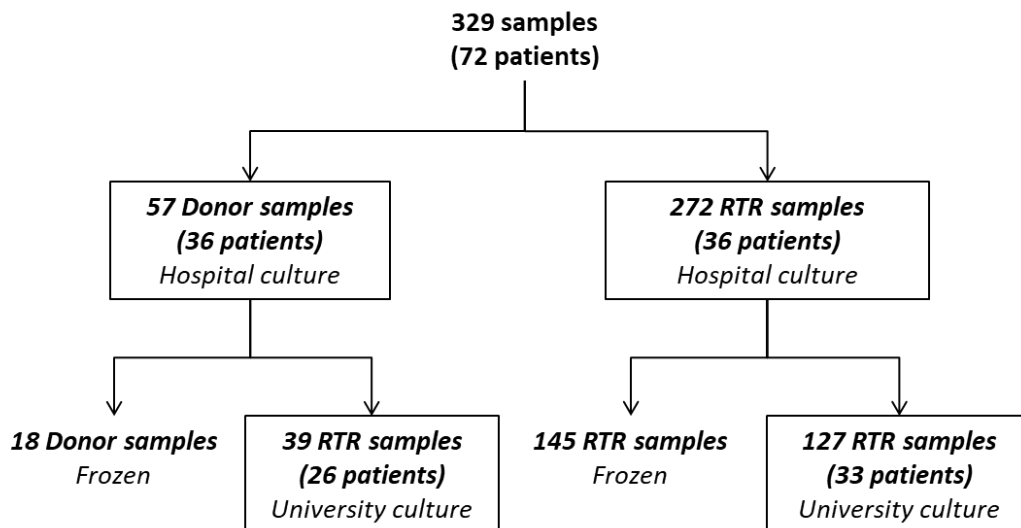 329 samples
(72 patients)
57 Donor samples
(36 patients)
Hospital culture
272 RTR samples
(36 patients)
Hospital culture
18 Donor samples
Frozen
39 RTR samples
(26 patients)
University culture
145 RTR samples
Frozen
127 RTR samples
(33 patients)
University culture